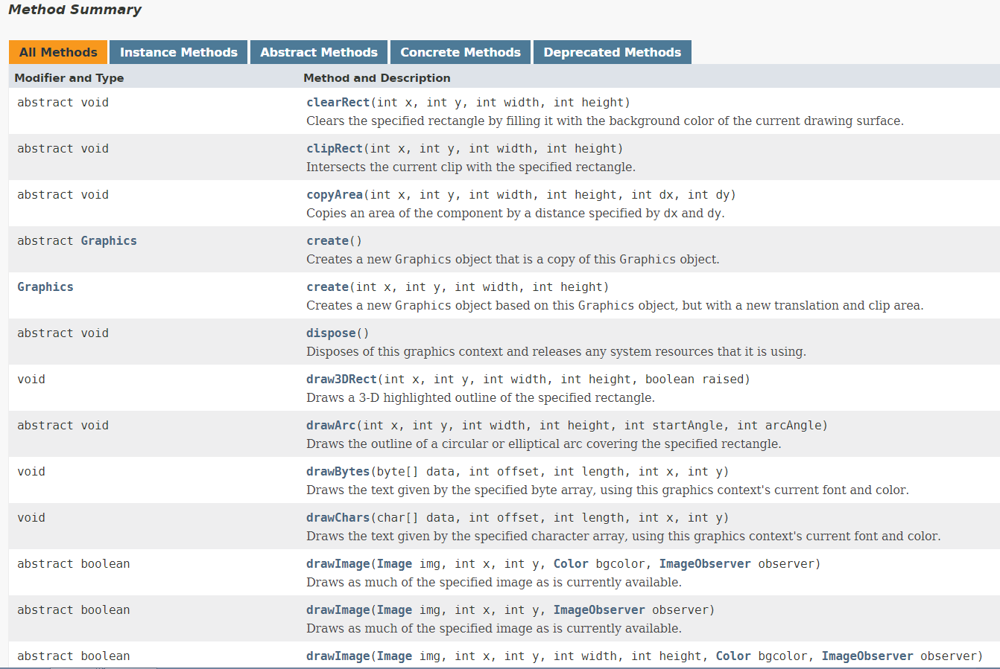 Method Summary
All Methods Instance Methods Abstract Methods Concrete Methods Deprecated Methods
Modifier and Type Method and Description
abstract void clearRect(int x, int y, int width, int height)
Clears the specified rectangle by filling it with the background color of the current drawing surface.
abstract void clipRect(int x, int y, int width, int height)
Intersects the current clip with the specified rectangle.
abstract void copyArea(int x, int y, int width, int height, int dx, int dy)
Copies an area of the component by a distance specified by dx and dy.
abstract Graphics create()
Creates a new Graphics object that is a copy of this Graphics object.
Graphics create(int x, int y, int width, int height)
Creates a new Graphics object based on this Graphics object, but with a new translation and clip area.
abstract void dispose()
Disposes of this graphics context and releases any system resources that it is using.
void draw3DRect(int x, int y, int width, int height, boolean raised)
Draws a 3-D highlighted outline of the specified rectangle.
abstract void drawArc(int x, int y, int width, int height, int startAngle, int arcAngle)
Draws the outline of a circular or elliptical arc covering the specified rectangle.
void drawBytes(byte[] data, int offset, int length, int x, int y)
Draws the text given by the specified byte array, using this graphics context's current font and color.
void drawChars(char[] data, int offset, int length, int x, int y)
Draws the text given by the specified character array, using this graphics context's current font and color.
abstract boolean drawImage(Image img, int x, int y, Color bgcolor, ImageObserver observer)
Draws as much of the specified image as is currently available.
abstract boolean drawImage(Image img, int x, int y, ImageObserver observer)
Draws as much of the specified image as is currently available.
abstract boolean drawImage(Image img, int x, int y, int width, int height, Color bgcolor, ImageObserver observer)